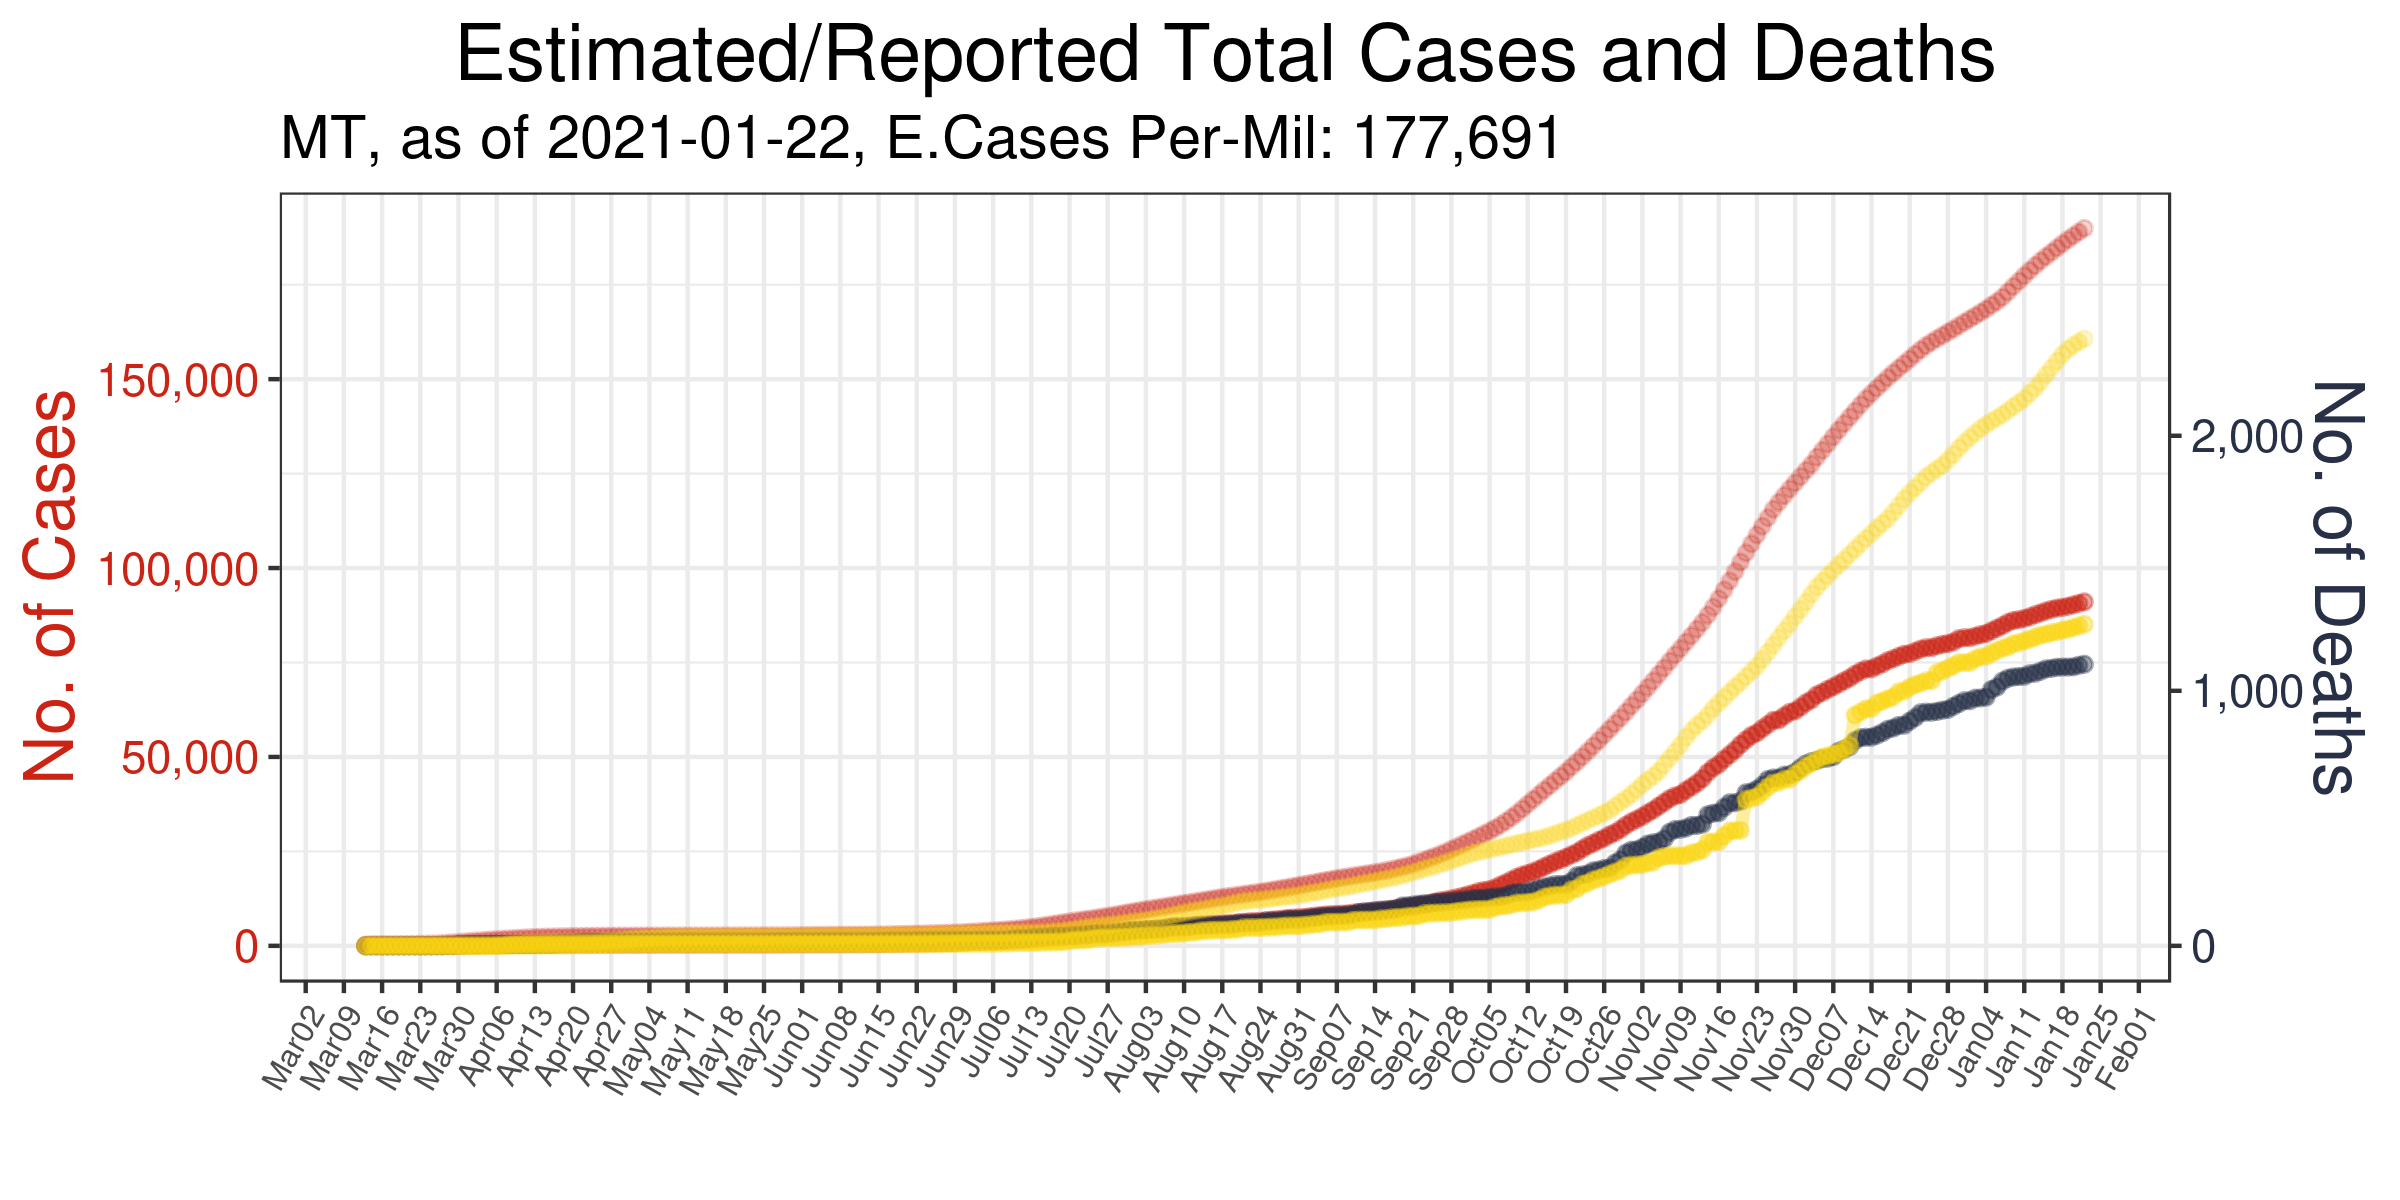 Estimated/Reported Total Cases and Deaths
MT, as of 2021-01-22, E.Cases Per-Mil: 177,691
No. of Cases
150,000
100,000
50,000
0
No. of Deaths
2,000
1,000
0
Mar02
Mar09
Mar16
Mar23
Mar30
Apr06
Apr13
Apr20
Apr27
May04
May11
May18
May25
Jun01
Jun08
Jun15
Jun22
Jun29
Jul06
Jul13
Jul20
Jul27
Aug03
Aug10
Aug17
Aug24
Aug31
Sep07
Sep14
Sep21
Sep28
Oct05
Oct12
Oct19
Oct26
Nov02
Nov09
Nov16
Nov23
Nov30
Dec07
Dec14
Dec21
Dec28
Jan04
Jan11
Jan18
Jan25
Feb01